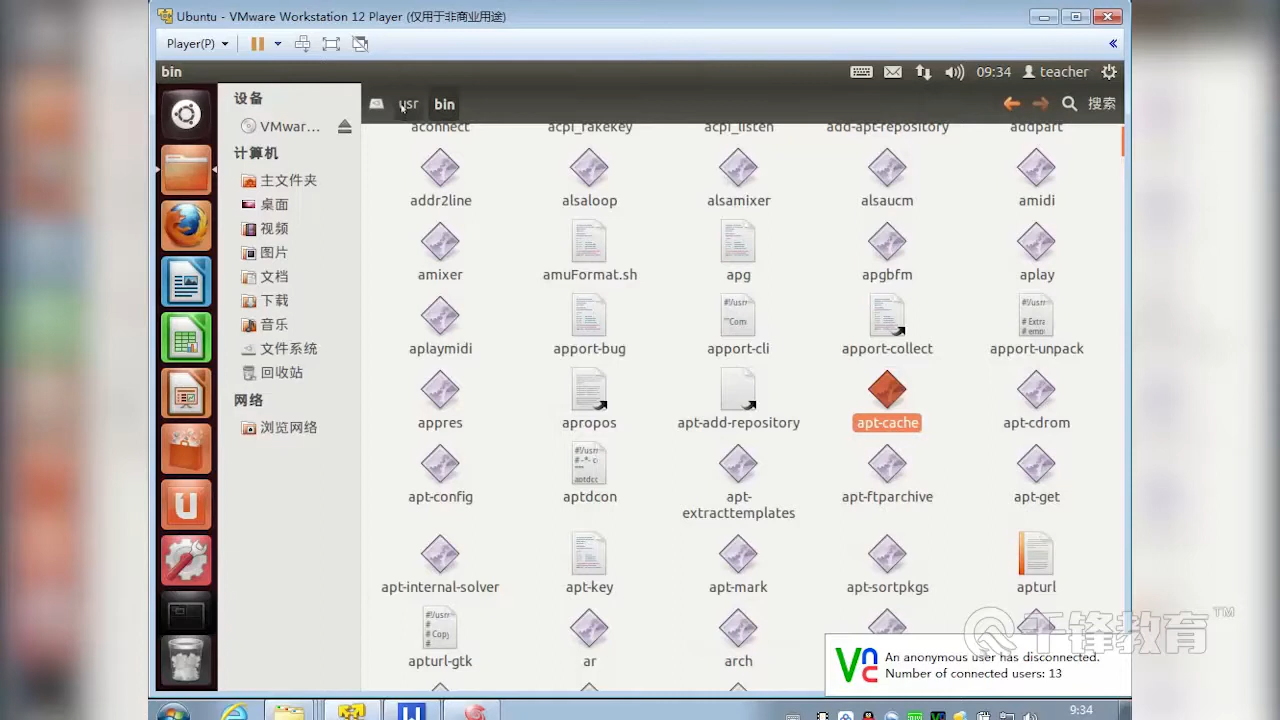 Ubuntu - VMware Workstation 12 Player (仅用于非商业用途)
Player(P)
bin
09:34
teacher
usr
bin
搜索
设备
VMwar...
计算机
主文件夹
桌面
视频
图片
文档
下载
音乐
文件系统
回收站
网络
浏览网络
aconnect
acpi_fakekey
acpi_listen
add-apt-repository
addpart
addr2line
alsaloop
alsamixer
alsaucm
amidi
amixer
amuFormat.sh
apg
apgbfm
aplay
aplaymidi
apport-bug
apport-cli
apport-collect
apport-unpack
appres
apropos
apt-add-repository
apt-cache
apt-cdrom
apt-config
aptdcon
apt-
extracttemplates
apt-ftparchive
apt-get
apt-internal-solver
apt-key
apt-mark
apt-sortpkgs
apturl
apturl-gtk
ar
arch
千锋教育™
An anonymous user has disconnected.
Number of connected users: 13
9:34